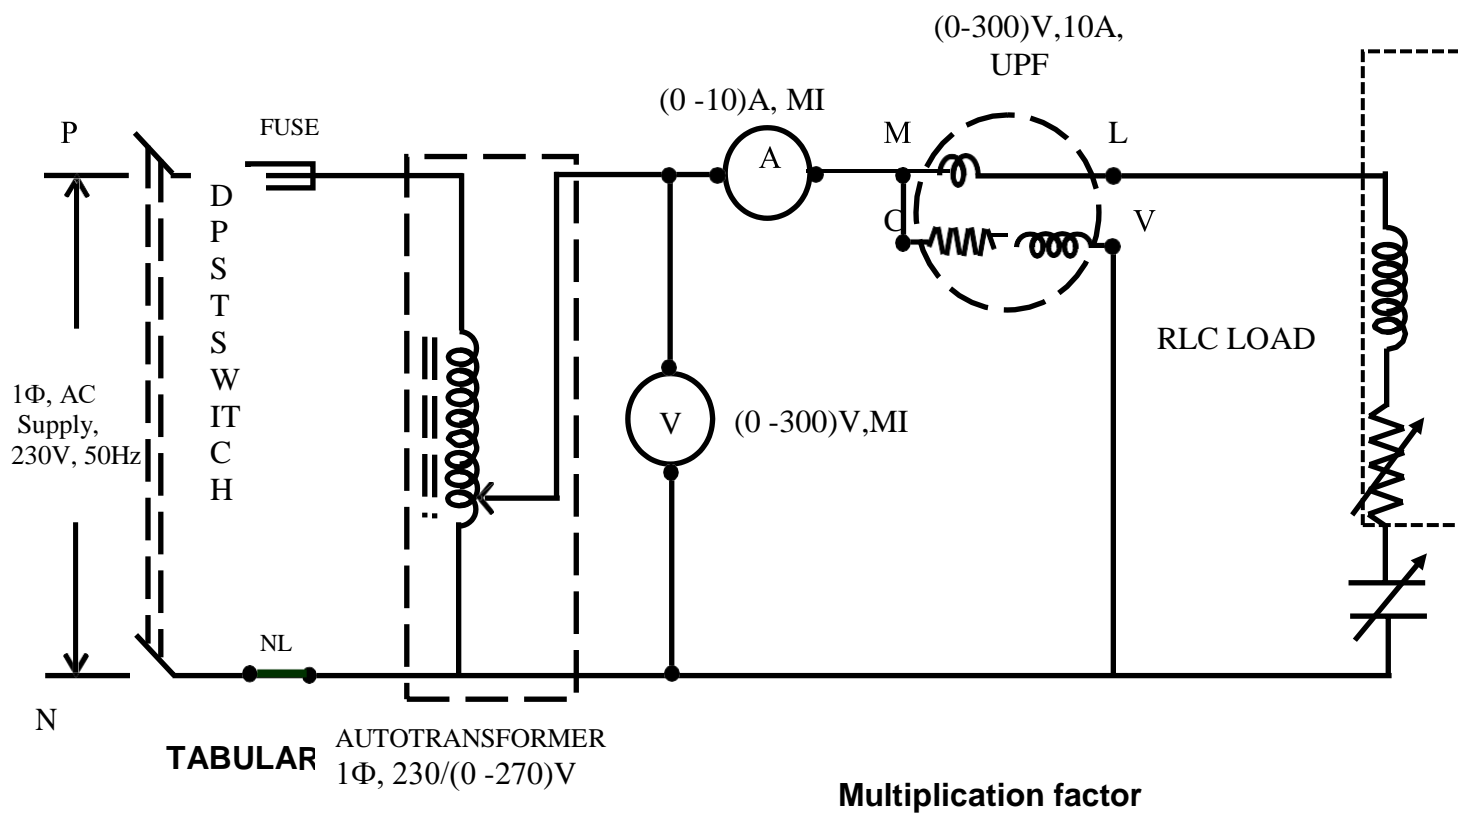 (0-300)V,10A,
UPF
(0 -10)A, MI
P
FUSE
A
M
L
D
P
S
T
S
W
IT
C
H
C
V
RLC LOAD
1Φ, AC
Supply,
230V, 50Hz
V
(0 -300)V,MI
NL
N
TABULAR
AUTOTRANSFORMER
1Φ, 230/(0 -270)V
Multiplication factor